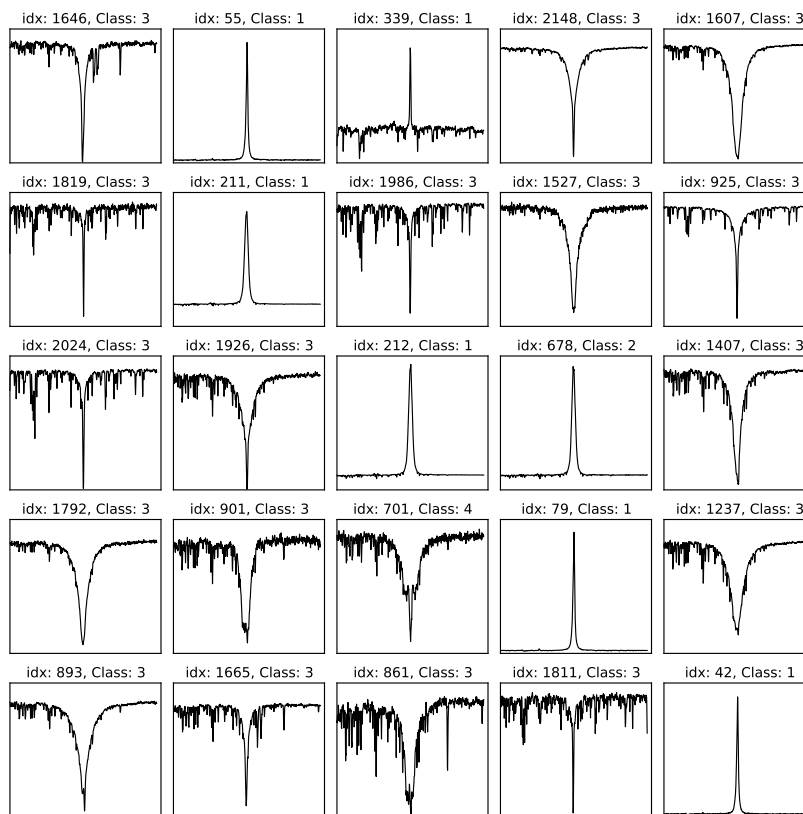 idx: 1646, Class: 3
idx: 55, Class: 1
idx: 339, Class: 1
idx: 2148, Class: 3
idx: 1607, Class: 3
idx: 1819, Class: 3
idx: 211, Class: 1
idx: 1986, Class: 3
idx: 1527, Class: 3
idx: 925, Class: 3
idx: 2024, Class: 3
idx: 1926, Class: 3
idx: 212, Class: 1
idx: 678, Class: 2
idx: 1407, Class: 3
idx: 1792, Class: 3
idx: 901, Class: 3
idx: 701, Class: 4
idx: 79, Class: 1
idx: 1237, Class: 3
idx: 893, Class: 3
idx: 1665, Class: 3
idx: 861, Class: 3
idx: 1811, Class: 3
idx: 42, Class: 1